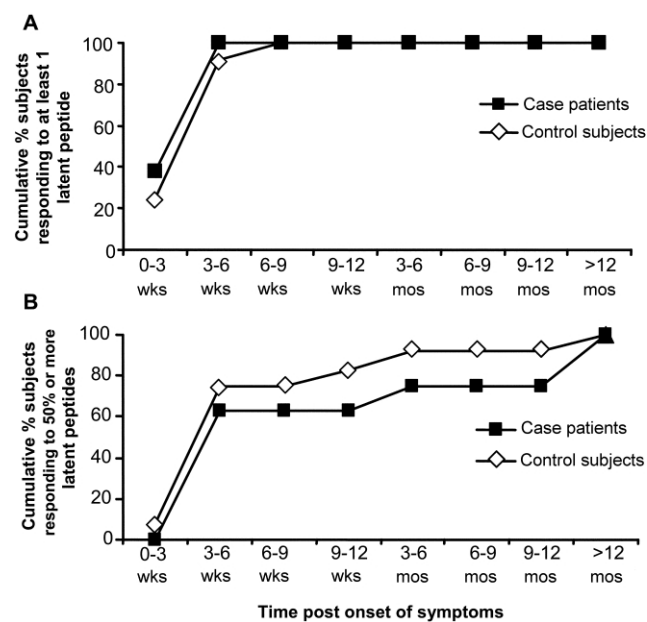 A
Cumulative % subjects
responding to at least 1
latent peptide
100
80
60
40
20
0
Case patients
Control subjects
0-3 3-6 6-9 9-12 3-6 6-9 9-12 >12
wks wks wks wks mos mos mos mos
B
Cumulative % subjects
responding to 50% or more
latent peptides
100
80
60
40
20
0
Case patients
Control subjects
0-3 3-6 6-9 9-12 3-6 6-9 9-12 >12
wks wks wks wks mos mos mos mos
Time post onset of symptoms